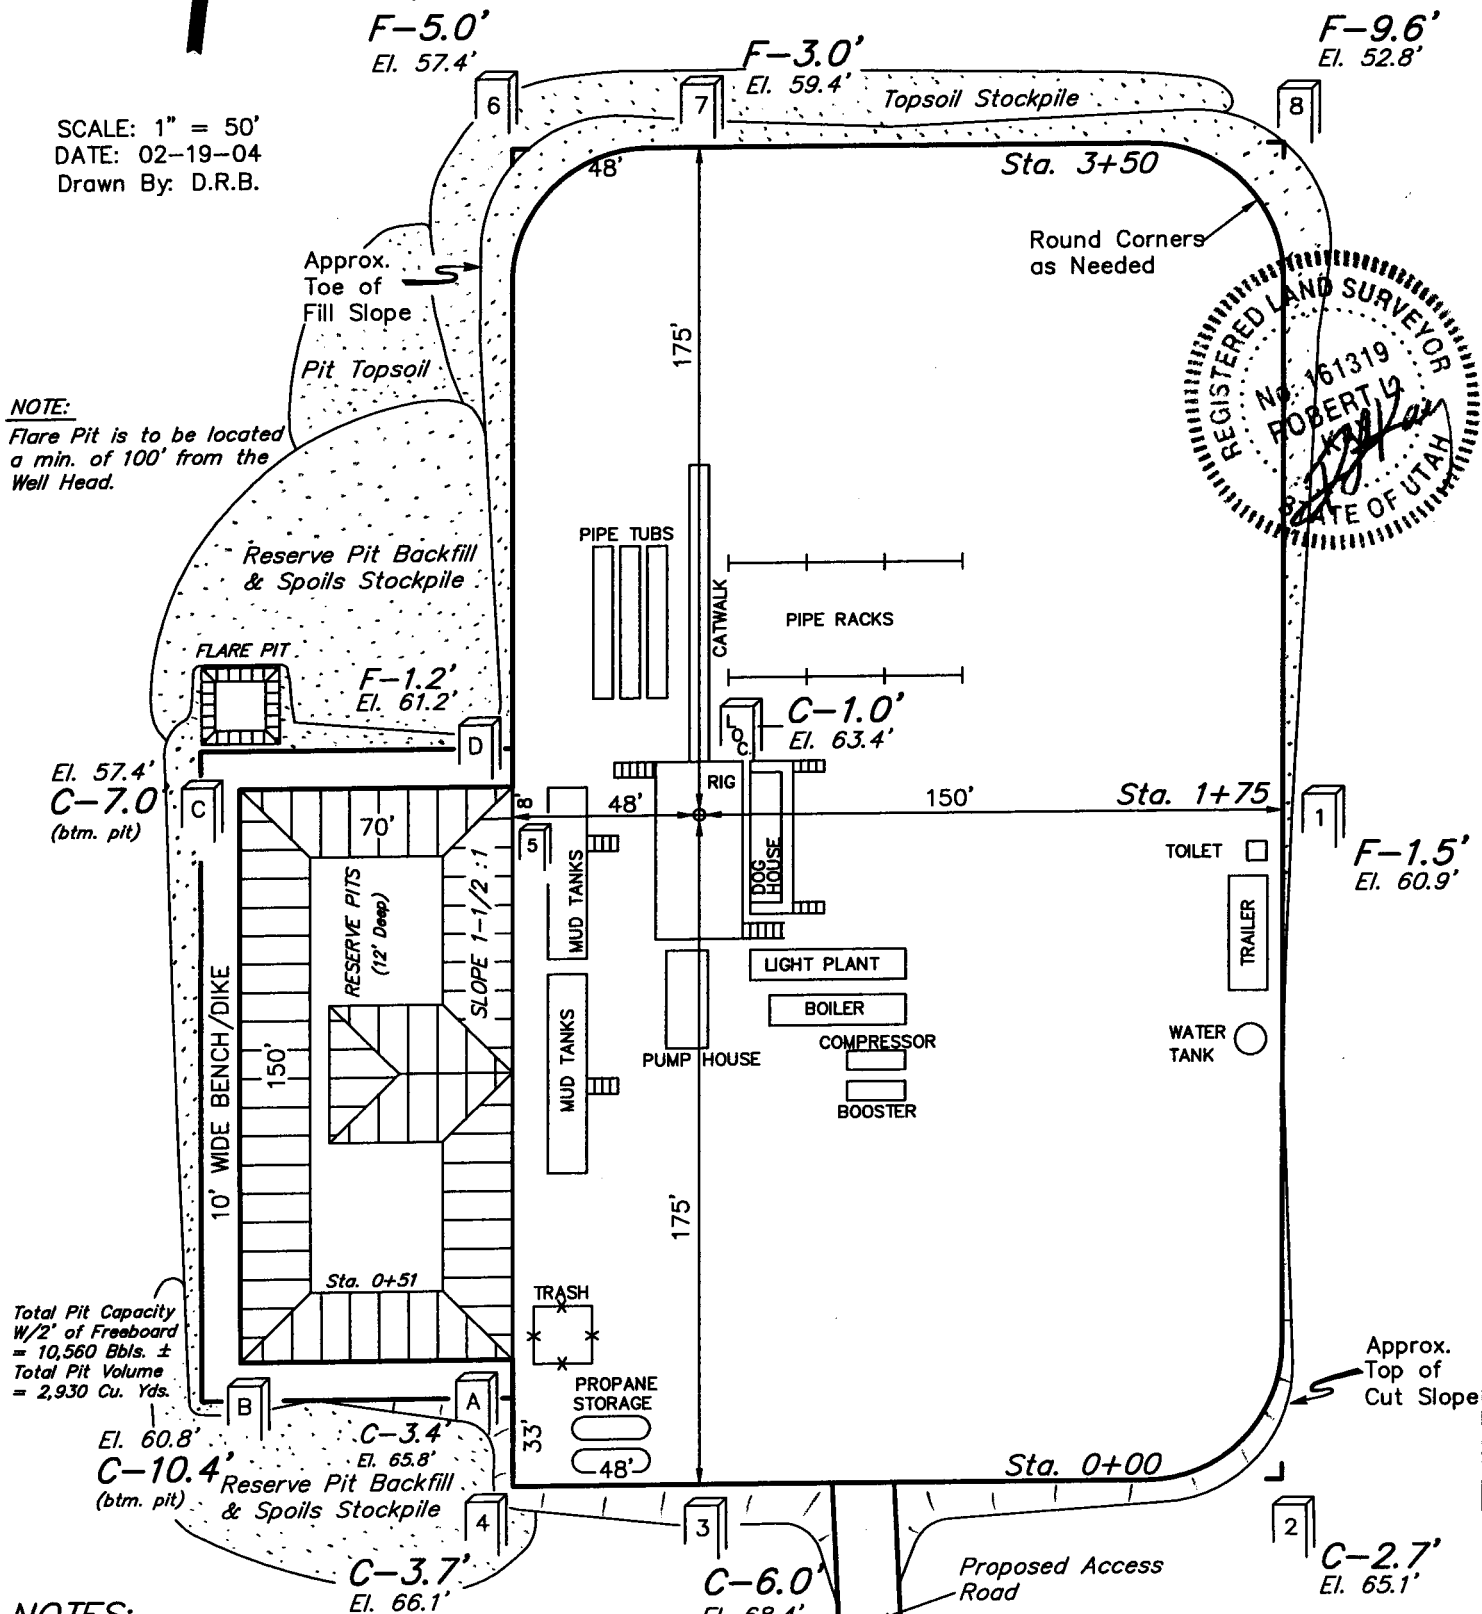 F-5.0'
El. 57.4'
F-3.0'
El. 59.4'
F-9.6'
El. 52.8'
6
7
8
Topsoil Stockpile
SCALE: 1" = 50'
DATE: 02-19-04
Drawn By: D.R.B.
48'
Sta. 3+50
Round Corners
as Needed
Approx.
Toe of
Fill Slope
Pit Topsoil
175'
REGISTERED LAND SURVEYOR
No. 161319
ROBERT L.
STATE OF UTAH
NOTE:
Flare Pit is to be located
a min. of 100' from the
Well Head.
Reserve Pit Backfill
& Spoils Stockpile
PIPE TUBS
CATWALK
PIPE RACKS
FLARE PIT
F-1.2'
El. 61.2'
D
LOC.
C-1.0'
El. 63.4'
El. 57.4'
C-7.0'
(btm. pit)
C
RIG
70'
8'
48'
150'
Sta. 1+75
1
5
F-1.5'
El. 60.9'
TOILET
TRAILER
DOG
HOUSE
MUD TANKS
RESERVE PITS
(12' Deep)
SLOPE 1-1/2 :1
LIGHT PLANT
BOILER
COMPRESSOR
BOOSTER
PUMP HOUSE
WATER
TANK
MUD TANKS
10' WIDE BENCH/DIKE
150'
175'
Sta. 0+51
TRASH
Total Pit Capacity
W/2' of Freeboard
= 10,560 Bbls. ±
Total Pit Volume
= 2,930 Cu. Yds.
Approx.
Top of
Cut Slope
PROPANE
STORAGE
B
A
33'
48'
Sta. 0+00
El. 60.8'
C-10.4'
(btm. pit)
C-3.4'
El. 65.8'
Reserve Pit Backfill
& Spoils Stockpile
4
3
2
C-3.7'
El. 66.1'
C-6.0'
El. 68.4'
Proposed Access
Road
C-2.7'
El. 65.1'
NOTES: